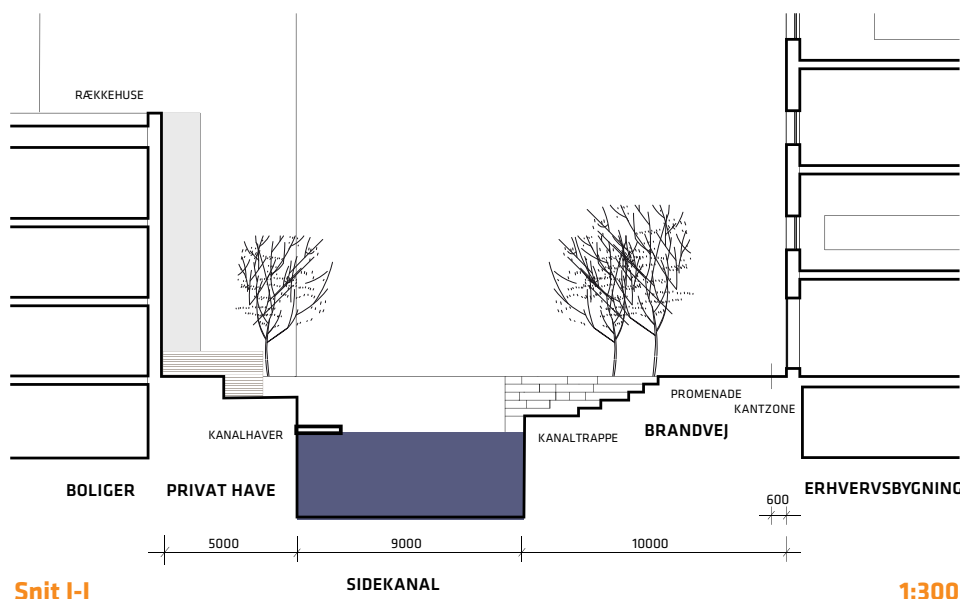 RÆKKEHUSE
PROMENADE
KANTZONE
KANALHAVER
KANALTRAPPE
BRANDVEJ
BOLIGER
PRIVAT HAVE
ERHVERVSBYGNING
600
5000
9000
10000
SIDEKANAL
Snit I-I
1:300